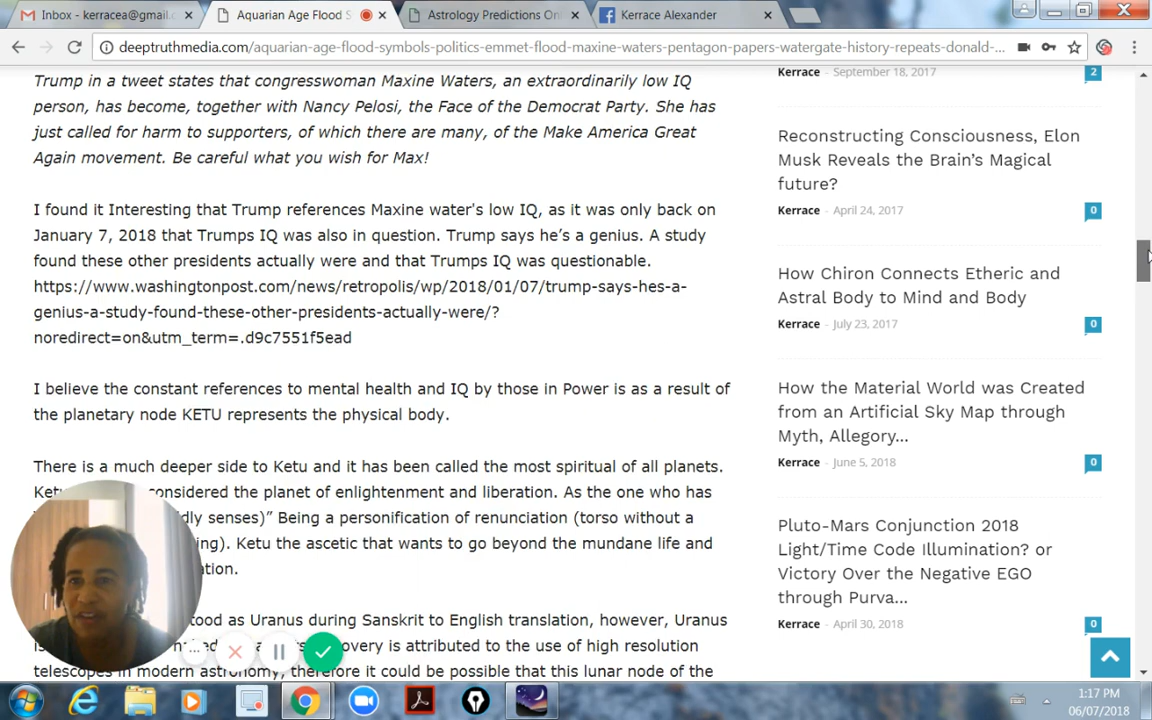 Inbox - kerracea@gmail.c
Aquarian Age Flood S
Astrology Predictions On
Kerrace Alexander
deeptruthmedia.com/aquarian-age-flood-symbols-politics-emmet-flood-maxine-waters-pentagon-papers-watergate-history-repeats-donald-...
Trump in a tweet states that congresswoman Maxine Waters, an extraordinarily low IQ
person, has become, together with Nancy Pelosi, the Face of the Democrat Party. She has
just called for harm to supporters, of which there are many, of the Make America Great
Again movement. Be careful what you wish for Max!
I found it Interesting that Trump references Maxine water's low IQ, as it was only back on
January 7, 2018 that Trumps IQ was also in question. Trump says he's a genius. A study
found these other presidents actually were and that Trumps IQ was questionable.
https://www.washingtonpost.com/news/retropolis/wp/2018/01/07/trump-says-hes-a-
genius-a-study-found-these-other-presidents-actually-were/?
noredirect=on&utm_term=.d9c7551f5ead
I believe the constant references to mental health and IQ by those in Power is as a result of
the planetary node KETU represents the physical body.
There is a much deeper side to Ketu and it has been called the most spiritual of all planets.
Ketu considered the planet of enlightenment and liberation. As the one who has
senses)" Being a personification of renunciation (torso without a
Ketu the ascetic that wants to go beyond the mundane life and
as Uranus during Sanskrit to English translation, however, Uranus
is attributed to the use of high resolution
telescopes in modern astronomy, therefore it could be possible that this lunar node of the
Kerrace - September 18, 2017
2
Reconstructing Consciousness, Elon
Musk Reveals the Brain's Magical
future?
Kerrace - April 24, 2017
0
How Chiron Connects Etheric and
Astral Body to Mind and Body
Kerrace - July 23, 2017
0
How the Material World was Created
from an Artificial Sky Map through
Myth, Allegory...
Kerrace - June 5, 2018
0
Pluto-Mars Conjunction 2018
Light/Time Code Illumination? or
Victory Over the Negative EGO
through Purva...
Kerrace - April 30, 2018
0
1:17 PM
06/07/2018